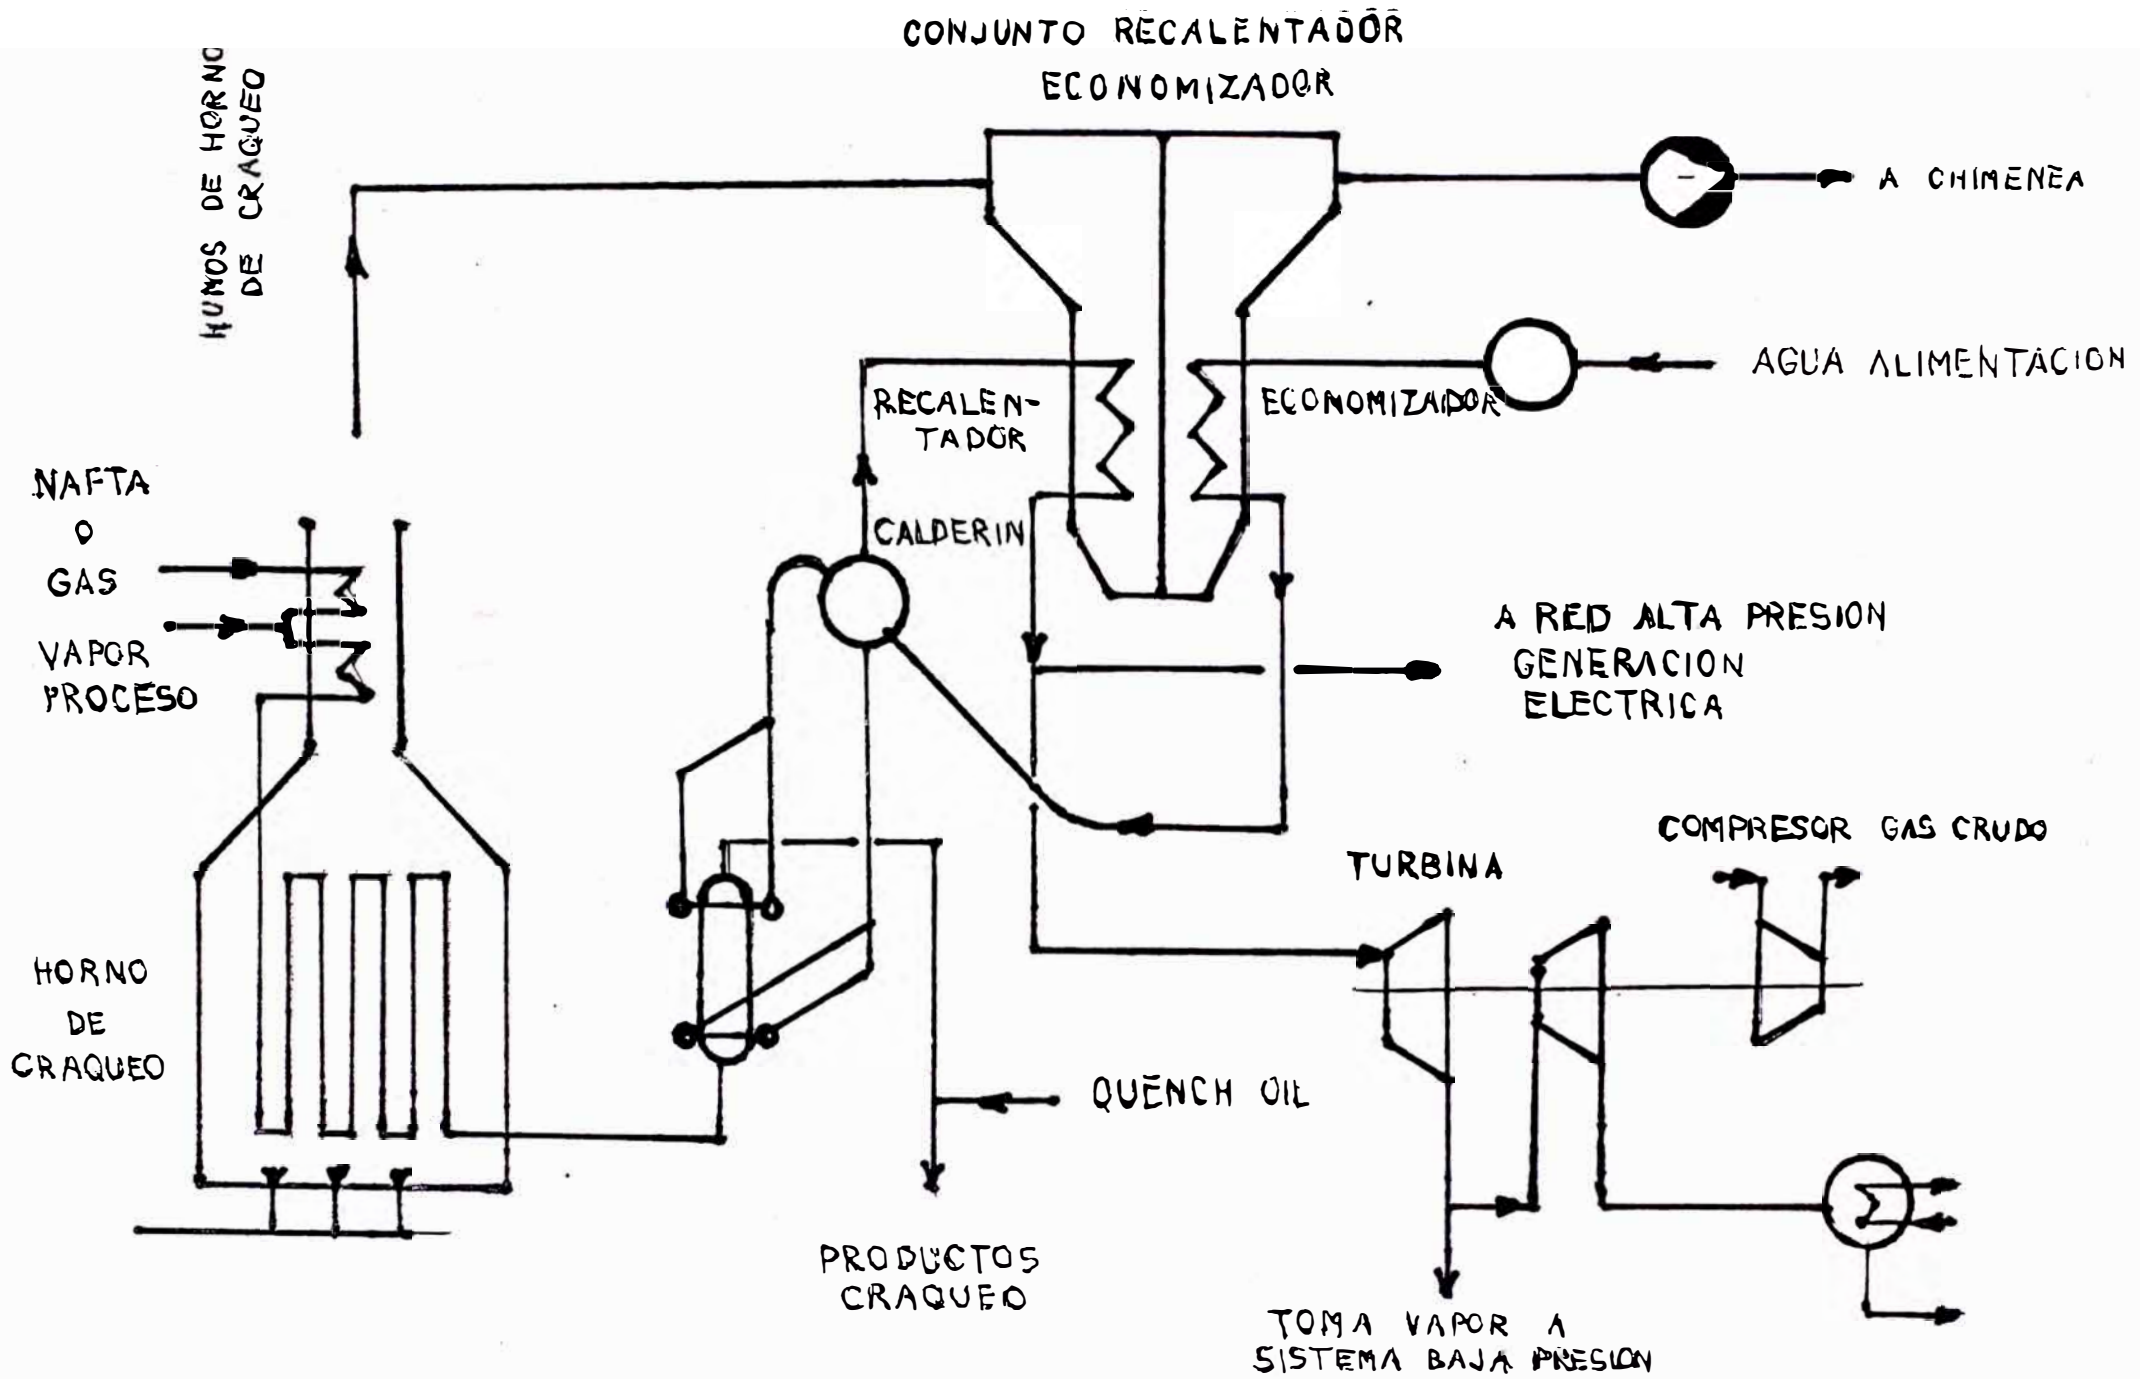 CONJUNTO RECALENTADOR
ECONOMIZADOR
HUMOS DE HORNO
DE CRAQUEO
A CHIMENEA
AGUA ALIMENTACION
RECALEN-
TADOR
ECONOMIZADOR
NAFTA
O
GAS
VAPOR
PROCESO
CALDERIN
A RED ALTA PRESION
GENERACION
ELECTRICA
COMPRESOR GAS CRUDO
TURBINA
HORNO
DE
CRAQUEO
QUENCH OIL
PRODUCTOS
CRAQUEO
TOMA VAPOR A
SISTEMA BAJA PRESION